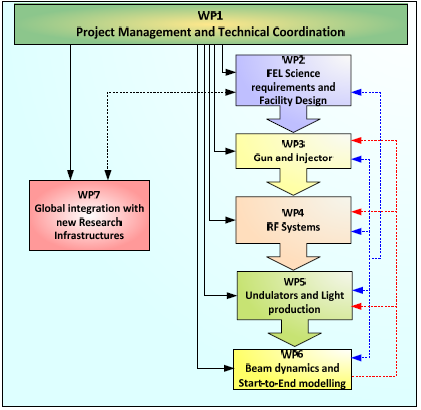 WP1
Project Management and Technical Coordination
WP2
FEL Science
requirements and
Facility Design
WP3
Gun and Injector
WP7
Global integration with
new Research
Infrastructures
WP4
RF Systems
WP5
Undulators and Light
production
WP6
Beam dynamics and
Start-to-End modelling